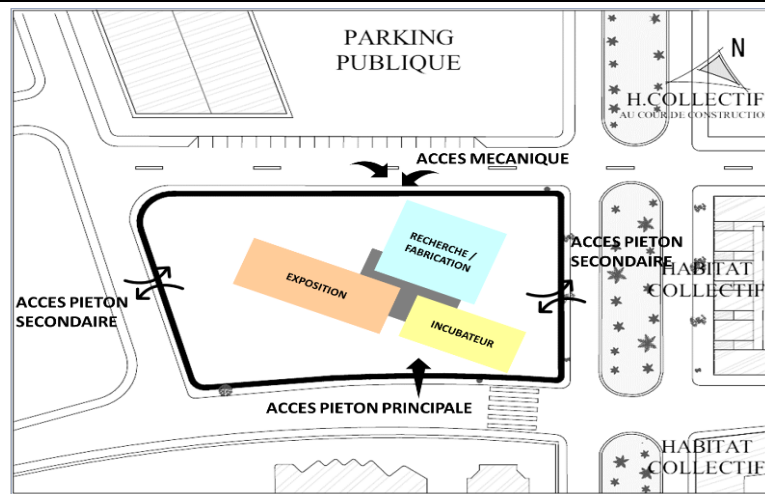 PARKING
PUBLIQUE
N
H.COLLECTIF
AU COUR DE CONSTRUCTION
ACCES MECANIQUE
RECHERCHE /
FABRICATION
ACCES PIETON
SECONDAIRE
EXPOSITION
HABITAT
COLLECTIF
ACCES PIETON
SECONDAIRE
INCUBATEUR
ACCES PIETON PRINCIPALE
HABITAT
COLLECTIF